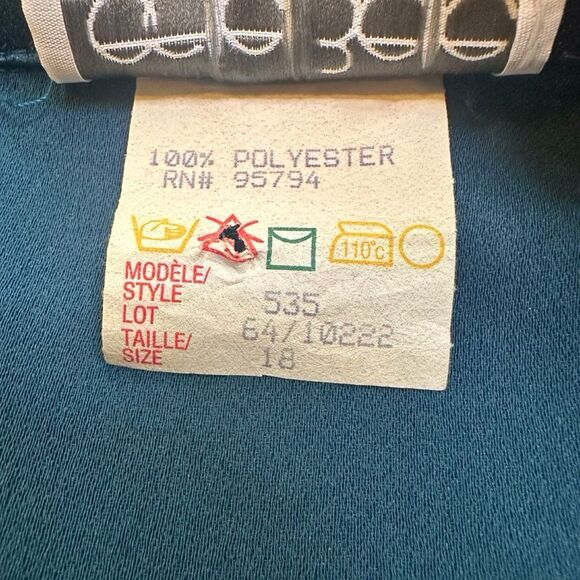 100% POLYESTER
RN# 95794
110°C
MODÈLE/
STYLE 535
LOT 64/10222
TAILLE/
SIZE 18